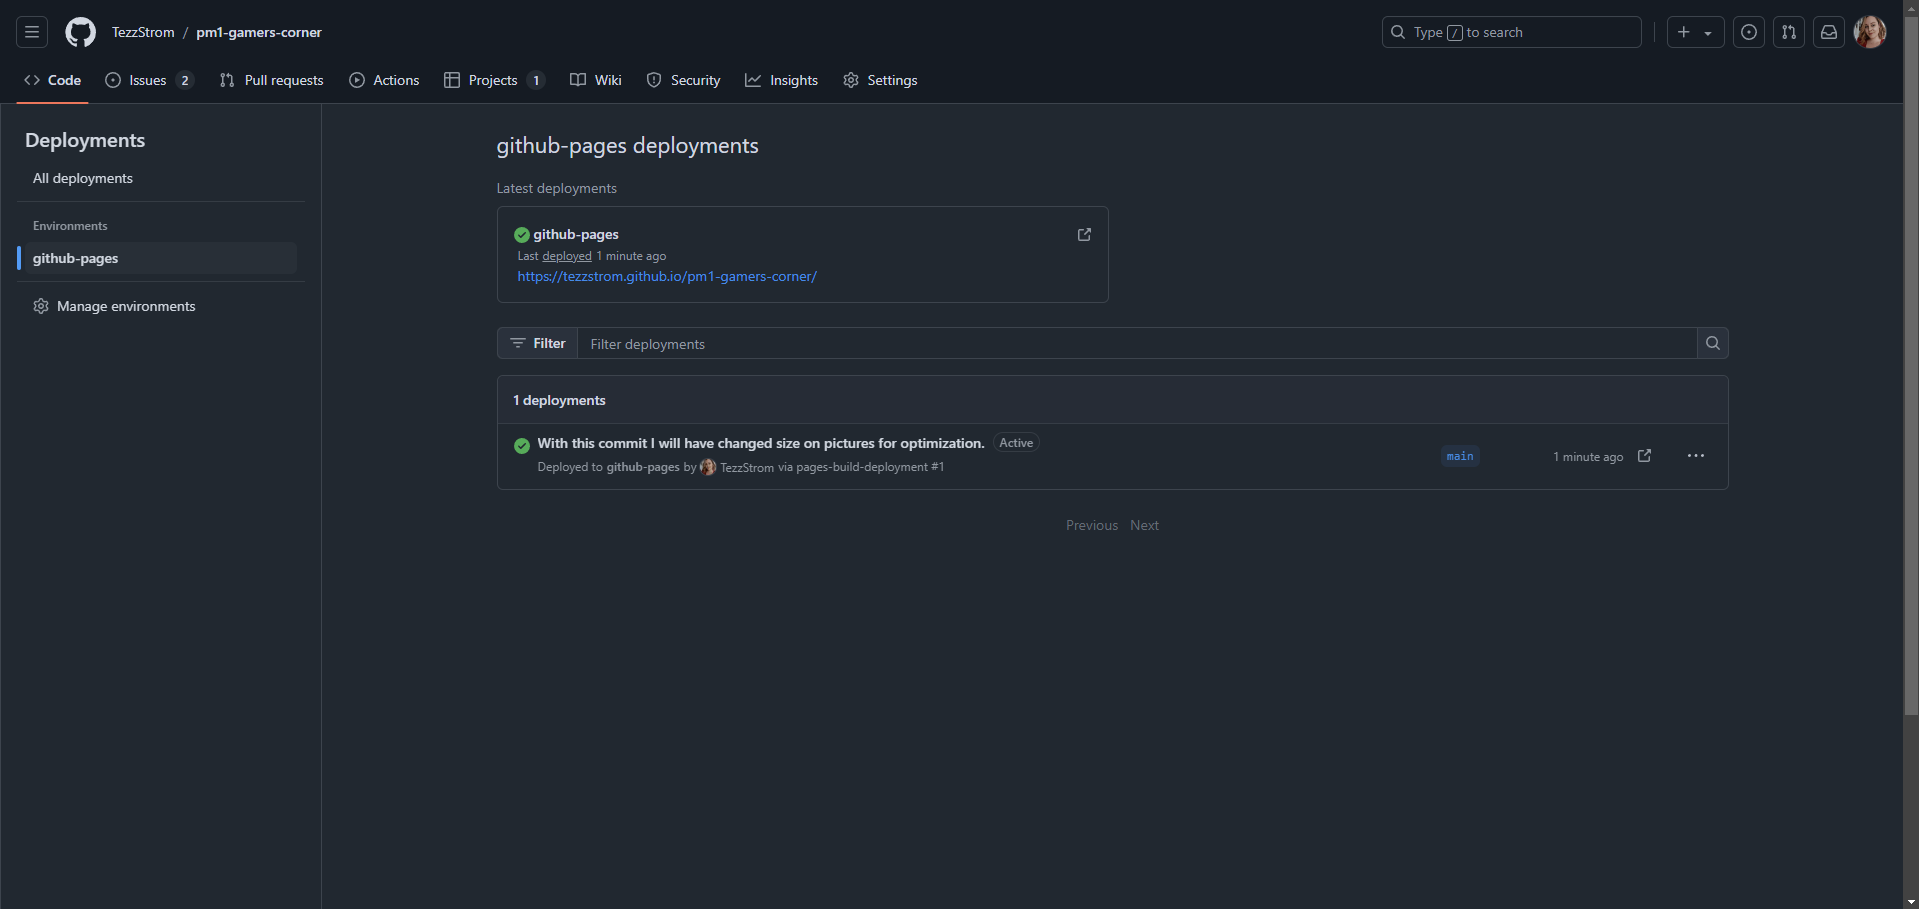 TezzStrom / pm1-gamers-corner
Type / to search
Code
Issues 2
Pull requests
Actions
Projects 1
Wiki
Security
Insights
Settings
Deployments
All deployments
Environments
github-pages
Manage environments
github-pages deployments
Latest deployments
github-pages
Last deployed 1 minute ago
https://tezzstrom.github.io/pm1-gamers-corner/
Filter
Filter deployments
1 deployments
With this commit I will have changed size on pictures for optimization. Active
Deployed to github-pages by TezzStrom via pages-build-deployment #1
main
1 minute ago
Previous Next